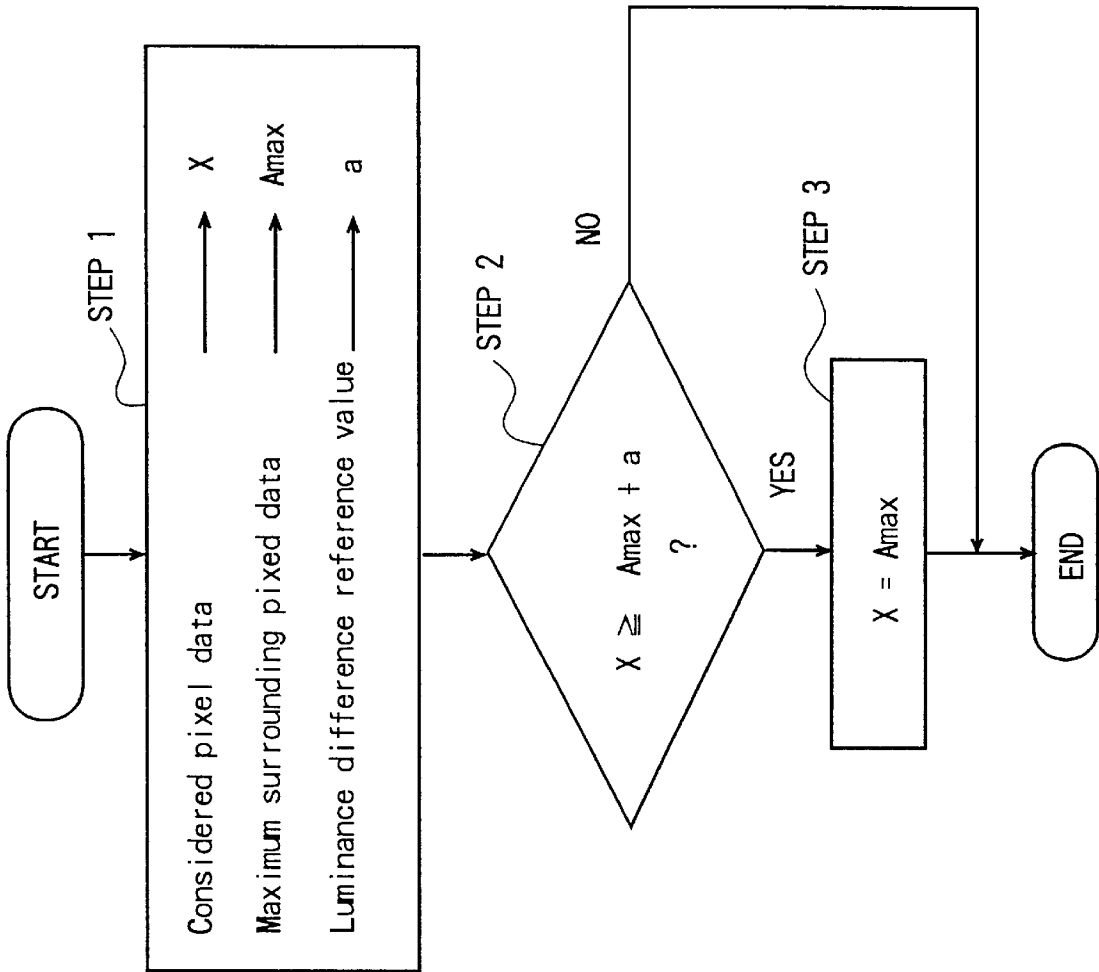 START
STEP 1
Considered pixel data → X
Maximum surrounding pixed data → Amax
Luminance difference reference value → a
STEP 2
X ≧ Amax + a
?
NO
YES
STEP 3
X = Amax
END